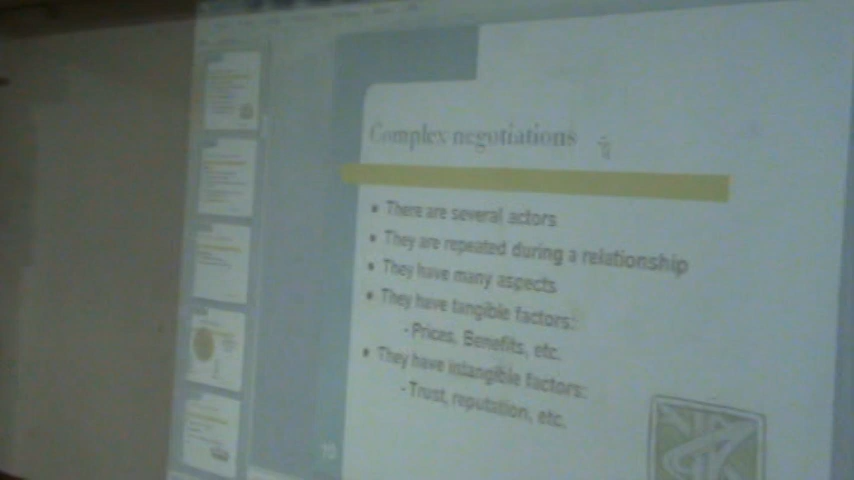 Complex negotiations
• There are several actors
• They are repeated during a relationship
• They have many aspects
• They have tangible factors:
- Prices, Benefits, etc.
• They have intangible factors:
- Trust, reputation, etc.
10